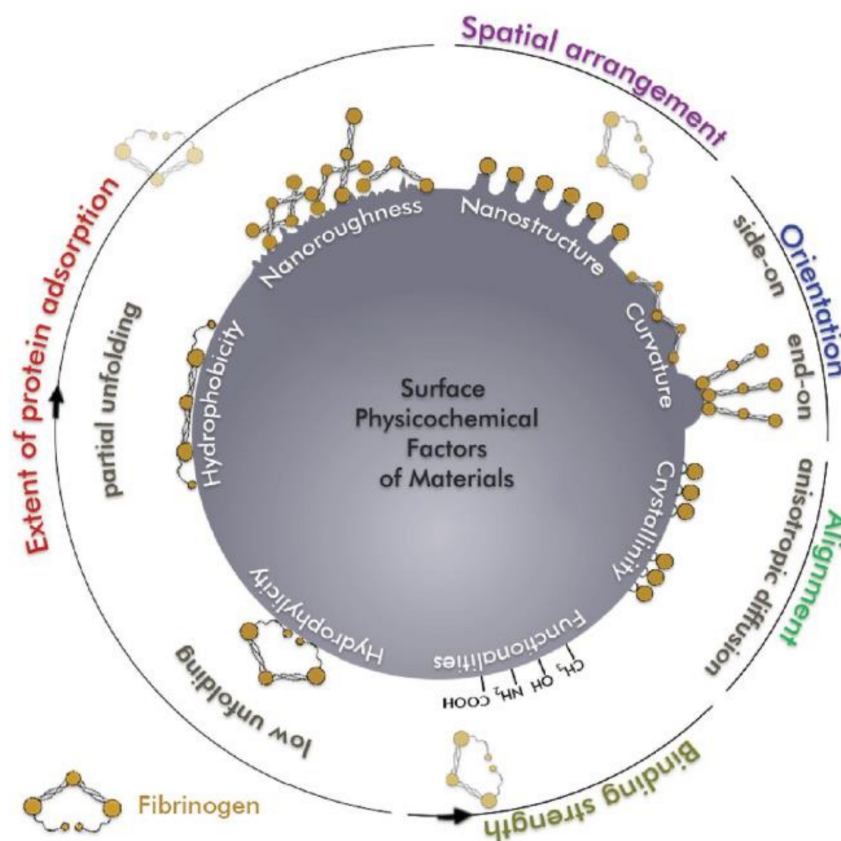 Spatial arrangement
Orientation
side-on
end-on
Alignment
anisotropic diffusion
Binding strength
Extent of protein adsorption
partial unfolding
low unfolding
Nanoroughness
Nanostructure
Curvature
Crystallinity
Functionalities
Hydrophylicity
Hydrophobicity
CH₃
OH
NH₂
COOH
Surface
Physicochemical
Factors
of Materials
Fibrinogen